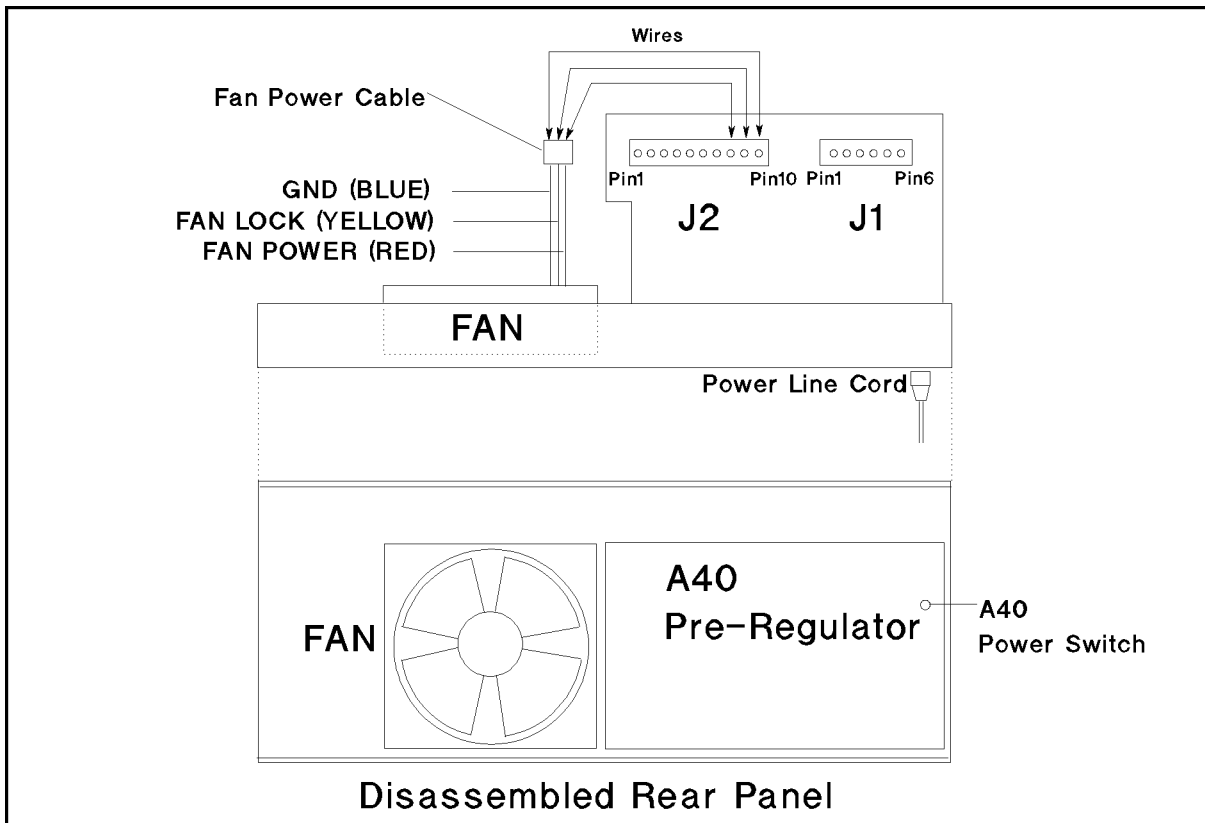 Wires
Fan Power Cable
GND (BLUE)
FAN LOCK (YELLOW)
FAN POWER (RED)
Pin1
Pin10
Pin1
Pin6
J2
J1
FAN
Power Line Cord
FAN
A40
Pre-Regulator
A40
Power Switch
Disassembled Rear Panel